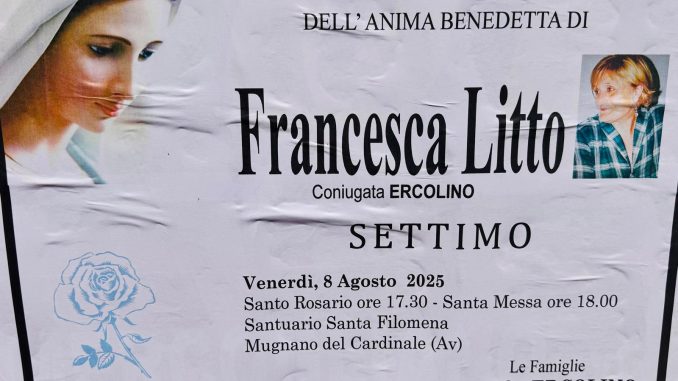 DELL'ANIMA BENEDETTA DI
Francesca Litto
Coniugata ERCOLINO
SETTIMO
Venerdì, 8 Agosto 2025
Santo Rosario ore 17.30 - Santa Messa ore 18.00
Santuario Santa Filomena
Mugnano del Cardinale (Av)
Le Famiglie
ERCOLINO